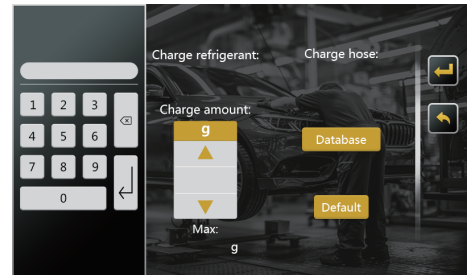 Charge refrigerant: Charge hose:
1 2 3
4 5 6
7 8 9
0
Charge amount:
g
Database
Default
Max:
g